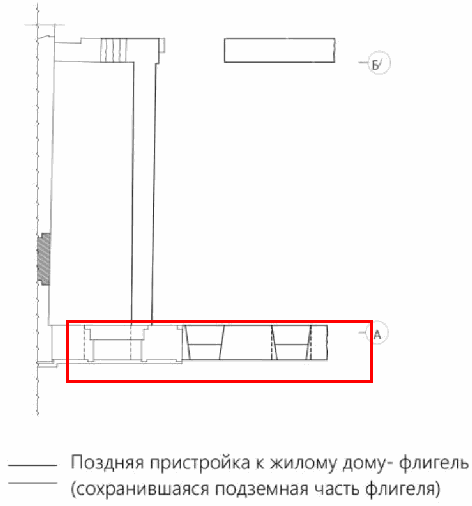 Б/
А
Поздняя пристройка к жилому дому- флигель
(сохранившаяся подземная часть флигеля)